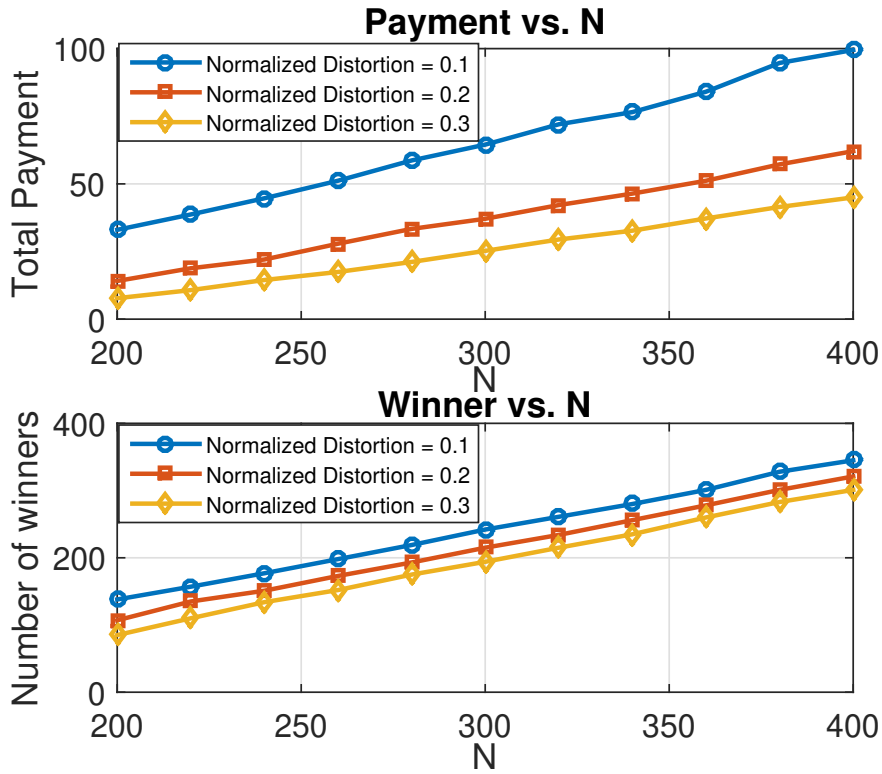 Payment vs. N
100
Normalized Distortion = 0.1
Normalized Distortion = 0.2
Normalized Distortion = 0.3
Total Payment
50
0
200 250 300 350 400
N
Winner vs. N
400
Normalized Distortion = 0.1
Normalized Distortion = 0.2
Normalized Distortion = 0.3
Number of winners
200
0
200 250 300 350 400
N